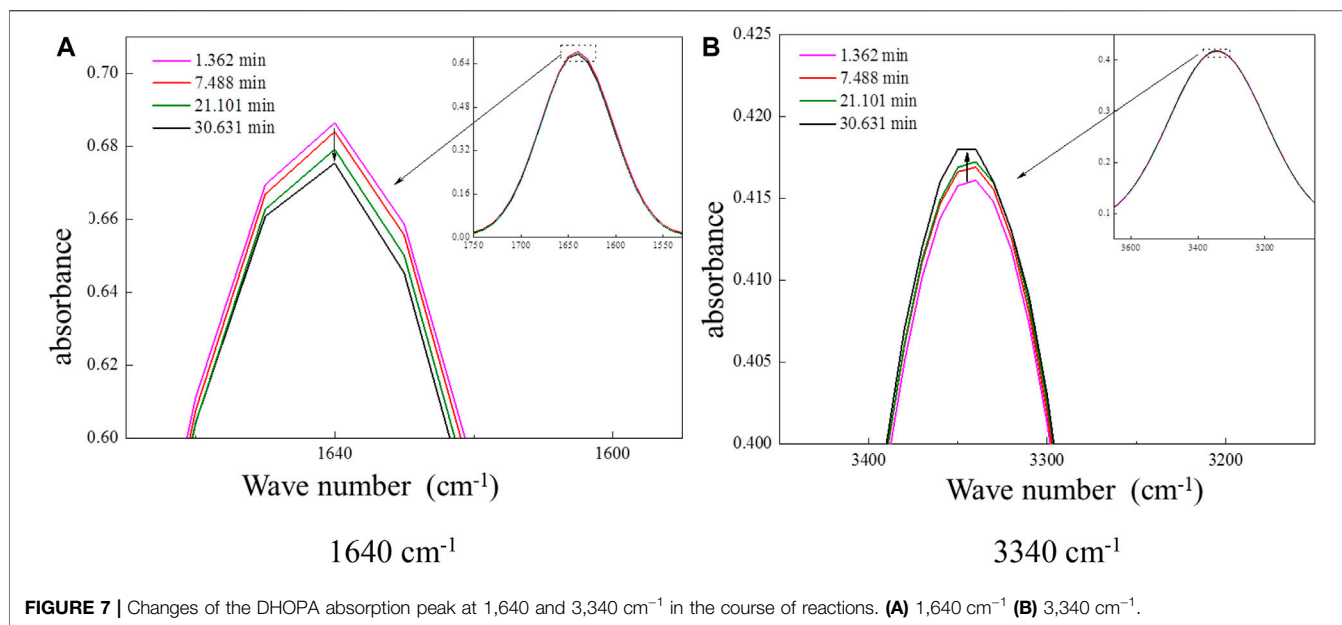 A
1.362 min
7.488 min
21.101 min
30.631 min
0.70
0.68
0.66
0.64
0.62
0.60
absorbance
1640
1600
Wave number (cm⁻¹)
0.64
0.48
0.32
0.16
0.00
1750
1700
1650
1600
1550
1640 cm⁻¹
B
1.362 min
7.488 min
21.101 min
30.631 min
0.425
0.420
0.415
0.410
0.405
0.400
absorbance
3400
3300
3200
Wave number (cm⁻¹)
0.4
0.3
0.2
0.1
3600
3400
3200
3340 cm⁻¹
FIGURE 7 | Changes of the DHOPA absorption peak at 1,640 and 3,340 cm⁻¹ in the course of reactions. (A) 1,640 cm⁻¹ (B) 3,340 cm⁻¹.